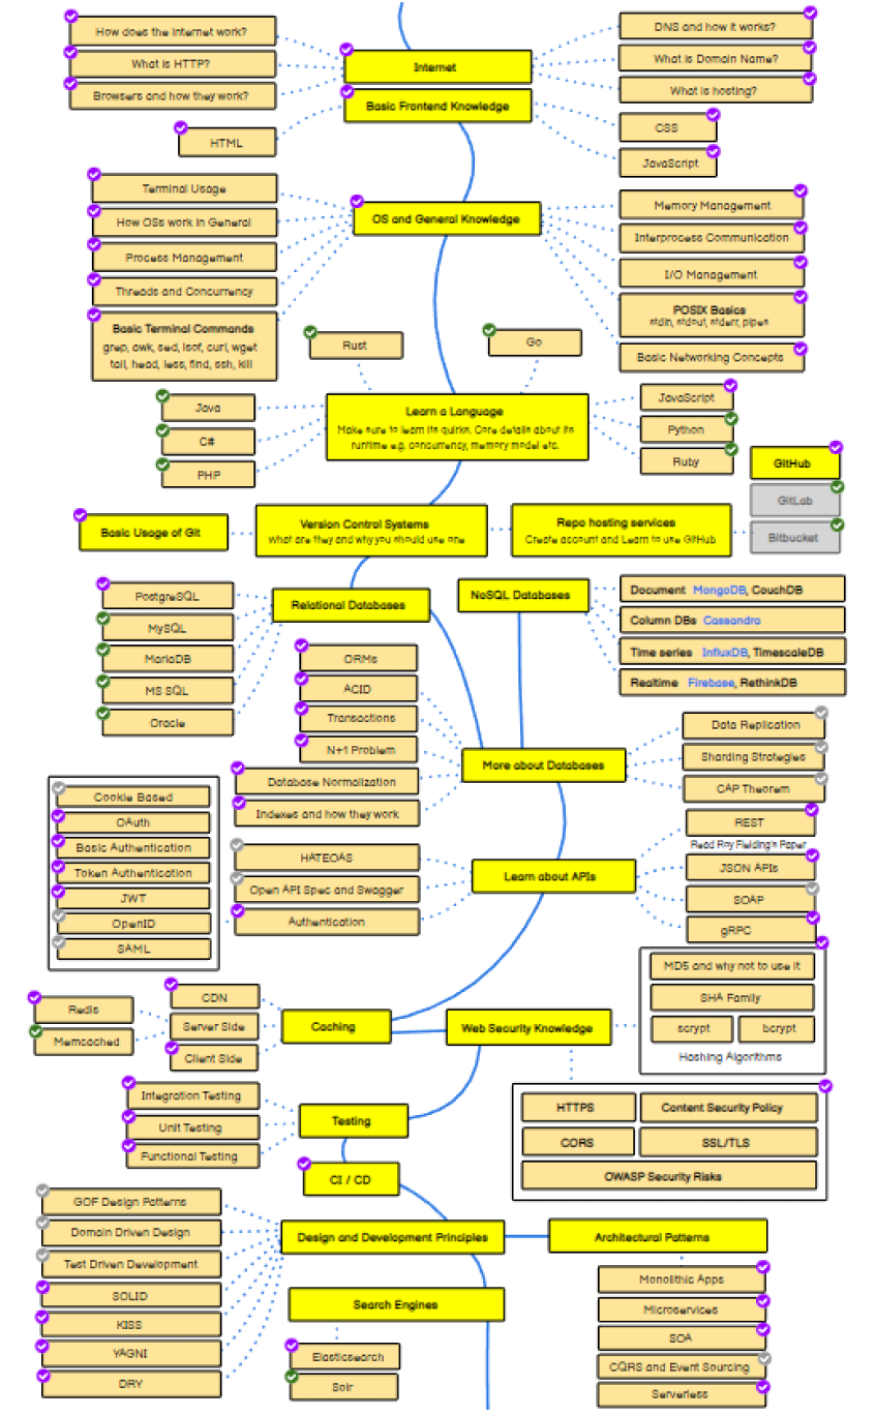 How does the internet work?
What is HTTP?
Browsers and how they work?
Internet
DNS and how it works?
What is Domain Name?
What is hosting?
Basic Frontend Knowledge
HTML
CSS
JavaScript
Terminal Usage
How OSs work in General
Process Management
Threads and Concurrency
Basic Terminal Commands
grep, awk, sed, lsof, curl, wget
tail, head, less, find, ssh, kill
OS and General Knowledge
Memory Management
Interprocess Communication
I/O Management
POSIX Basics
stdin, stdout, stderr, pipes
Basic Networking Concepts
Rust
Go
Java
C#
PHP
Learn a Language
Make sure to learn its quirks. Core details about its
runtime e.g. concurrency, memory model etc.
JavaScript
Python
Ruby
GitHub
GitLab
Bitbucket
Basic Usage of Git
Version Control Systems
what are they and why you should use one
Repo hosting services
Create account and Learn to use GitHub
PostgreSQL
MySQL
MariaDB
MS SQL
Oracle
Relational Databases
NoSQL Databases
Document MongoDB, CouchDB
Column DBs Cassandra
Time series InfluxDB, TimescaleDB
Realtime Firebase, RethinkDB
ORMs
ACID
Transactions
N+1 Problem
Database Normalization
Indexes and how they work
More about Databases
Data Replication
Sharding Strategies
CAP Theorem
Cookie Based
OAuth
Basic Authentication
Token Authentication
JWT
OpenID
SAML
HATEOAS
Open API Spec and Swagger
Authentication
Learn about APIs
REST
Read Roy Fielding's Paper
JSON APIs
SOAP
gRPC
MD5 and why not to use it
SHA Family
scrypt
bcrypt
Hashing Algorithms
Redis
Memcached
CDN
Server Side
Client Side
Caching
Web Security Knowledge
HTTPS
Content Security Policy
CORS
SSL/TLS
OWASP Security Risks
Integration Testing
Unit Testing
Functional Testing
Testing
CI / CD
GOF Design Patterns
Domain Driven Design
Test Driven Development
SOLID
KISS
YAGNI
DRY
Design and Development Principles
Architectural Patterns
Monolithic Apps
Microservices
SOA
CQRS and Event Sourcing
Serverless
Search Engines
Elasticsearch
Solr